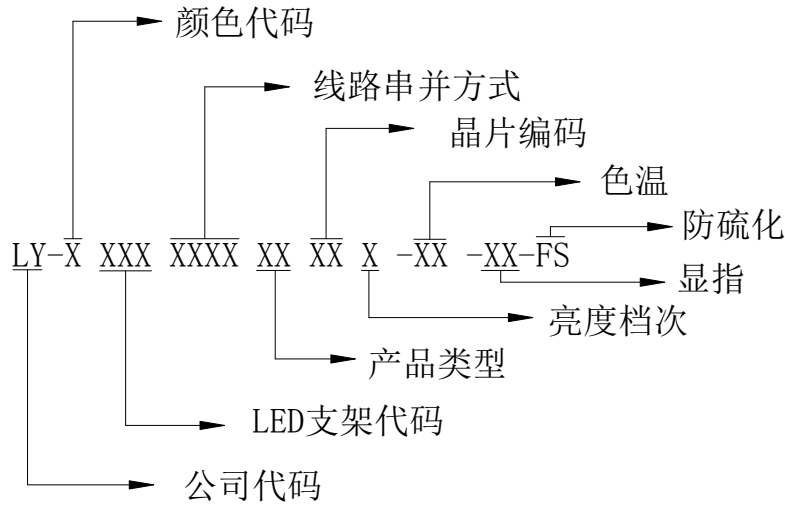 颜色代码
线路串并方式
晶片编码
色温
防硫化
LY-X XXX XXXX XX XX X -XX -XX-FS
显指
亮度档次
产品类型
LED支架代码
公司代码